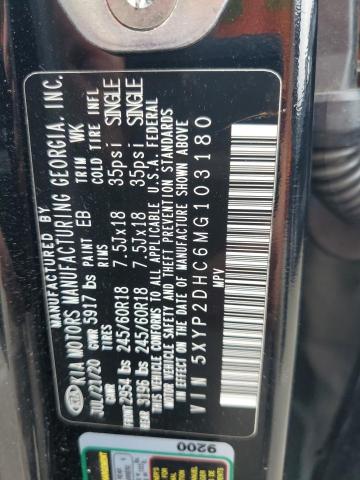 KIA MOTORS MANUFACTURING GEORGIA, INC.
JUL/21/20 PAINT EB TRIM WK
GVWR 5917 lbs
GAWR TIRES RIMS COLD TIRE INFL
FRONT 2954 lbs 245/60R18 7.5Jx18 35psi SINGLE
REAR 3196 lbs 245/60R18 7.5Jx18 35psi SINGLE
THIS VEHICLE CONFORMS TO ALL APPLICABLE U.S.A. FEDERAL
MOTOR VEHICLE SAFETY AND THEFT PREVENTION STANDARDS
IN EFFECT ON THE DATE OF MANUFACTURE SHOWN ABOVE
VIN 5XYP2DHC6MG103180
MPV
9200